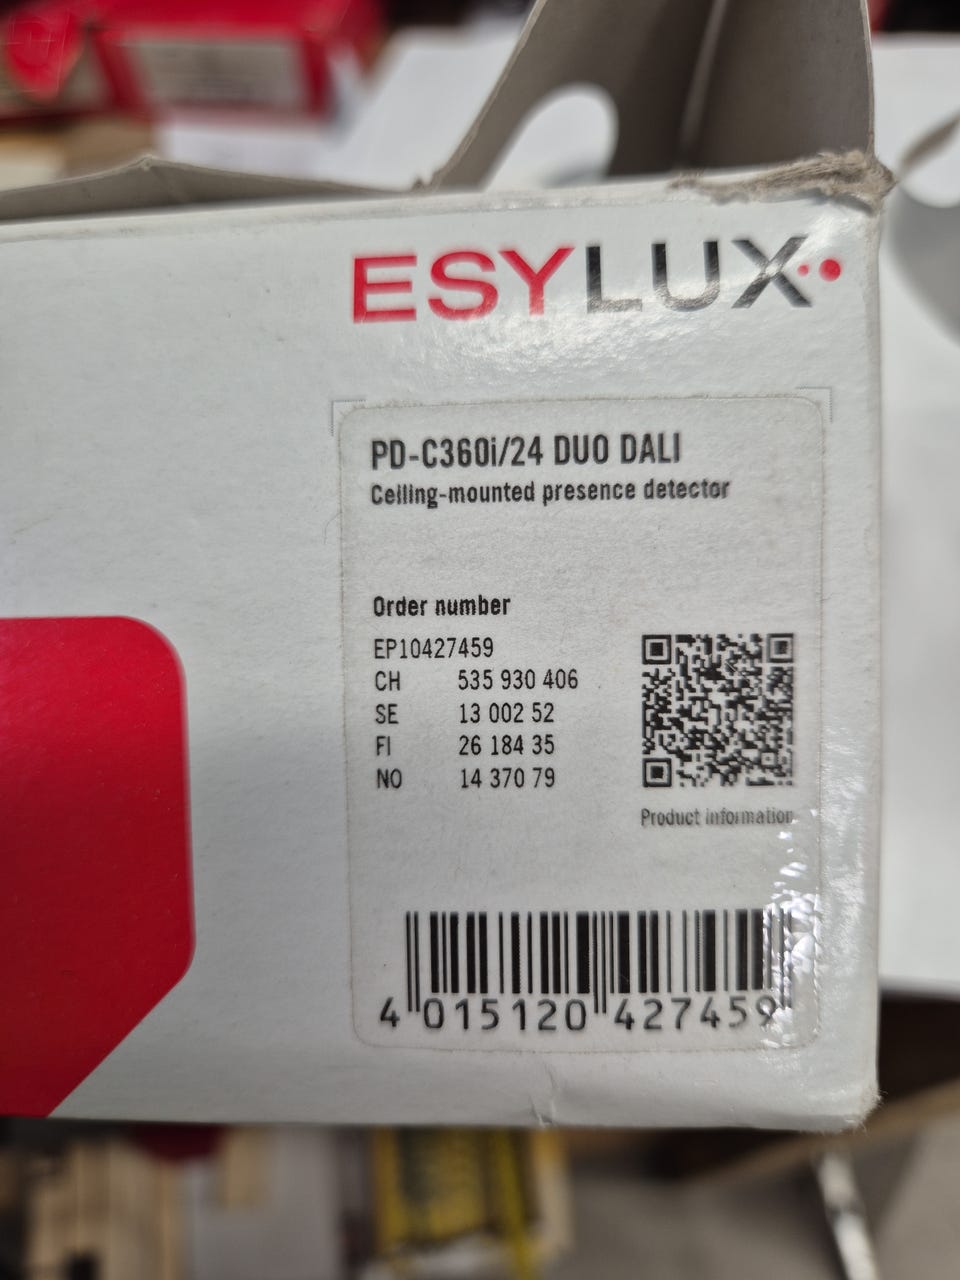 ESYLUX
PD-C360i/24 DUO DALI
Ceiling-mounted presence detector
Order number
EP10427459
CH 535 930 406
SE 13 002 52
FI 26 184 35
NO 14 370 79
Product information
4 015120 427459